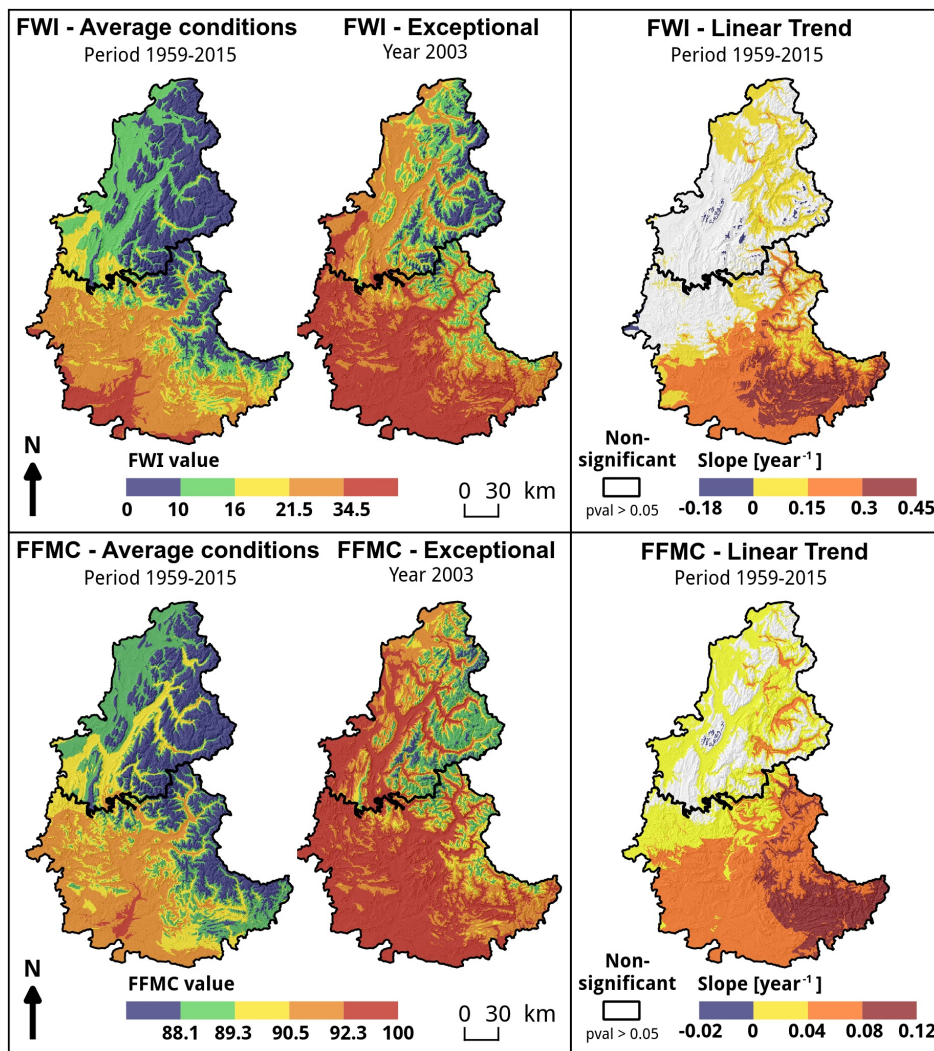 FWI - Average conditions
Period 1959-2015
FWI - Exceptional
Year 2003
FWI - Linear Trend
Period 1959-2015
N
FWI value
0 10 16 21.5 34.5
0 30 km
Non-
significant
pval > 0.05
Slope [year⁻¹]
-0.18 0 0.15 0.3 0.45
FFMC - Average conditions
Period 1959-2015
FFMC - Exceptional
Year 2003
FFMC - Linear Trend
Period 1959-2015
N
FFMC value
88.1 89.3 90.5 92.3 100
0 30 km
Non-
significant
pval > 0.05
Slope [year⁻¹]
-0.02 0 0.04 0.08 0.12